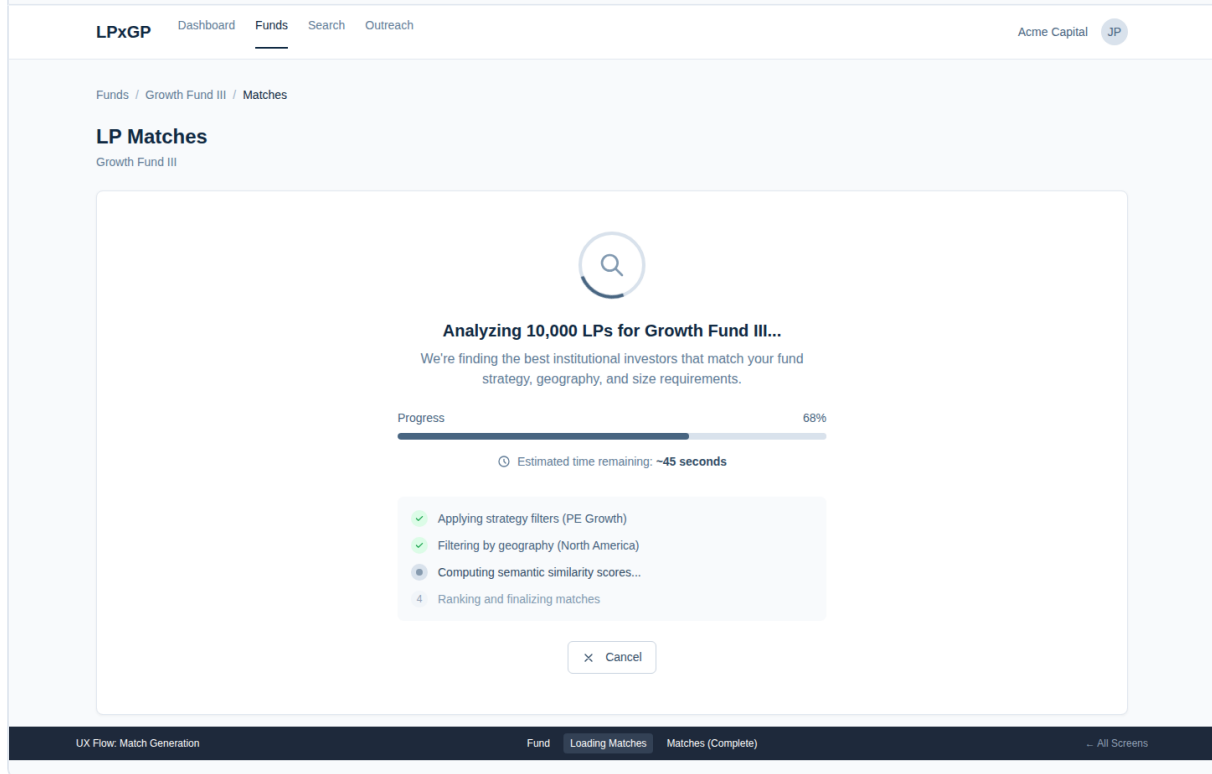 LPxGP Dashboard Funds Search Outreach Acme Capital JP
Funds / Growth Fund III / Matches
LP Matches
Growth Fund III
Analyzing 10,000 LPs for Growth Fund III...
We're finding the best institutional investors that match your fund
strategy, geography, and size requirements.
Progress 68%
Estimated time remaining: ~45 seconds
Applying strategy filters (PE Growth)
Filtering by geography (North America)
Computing semantic similarity scores...
4 Ranking and finalizing matches
Cancel
UX Flow: Match Generation Fund Loading Matches Matches (Complete) ← All Screens